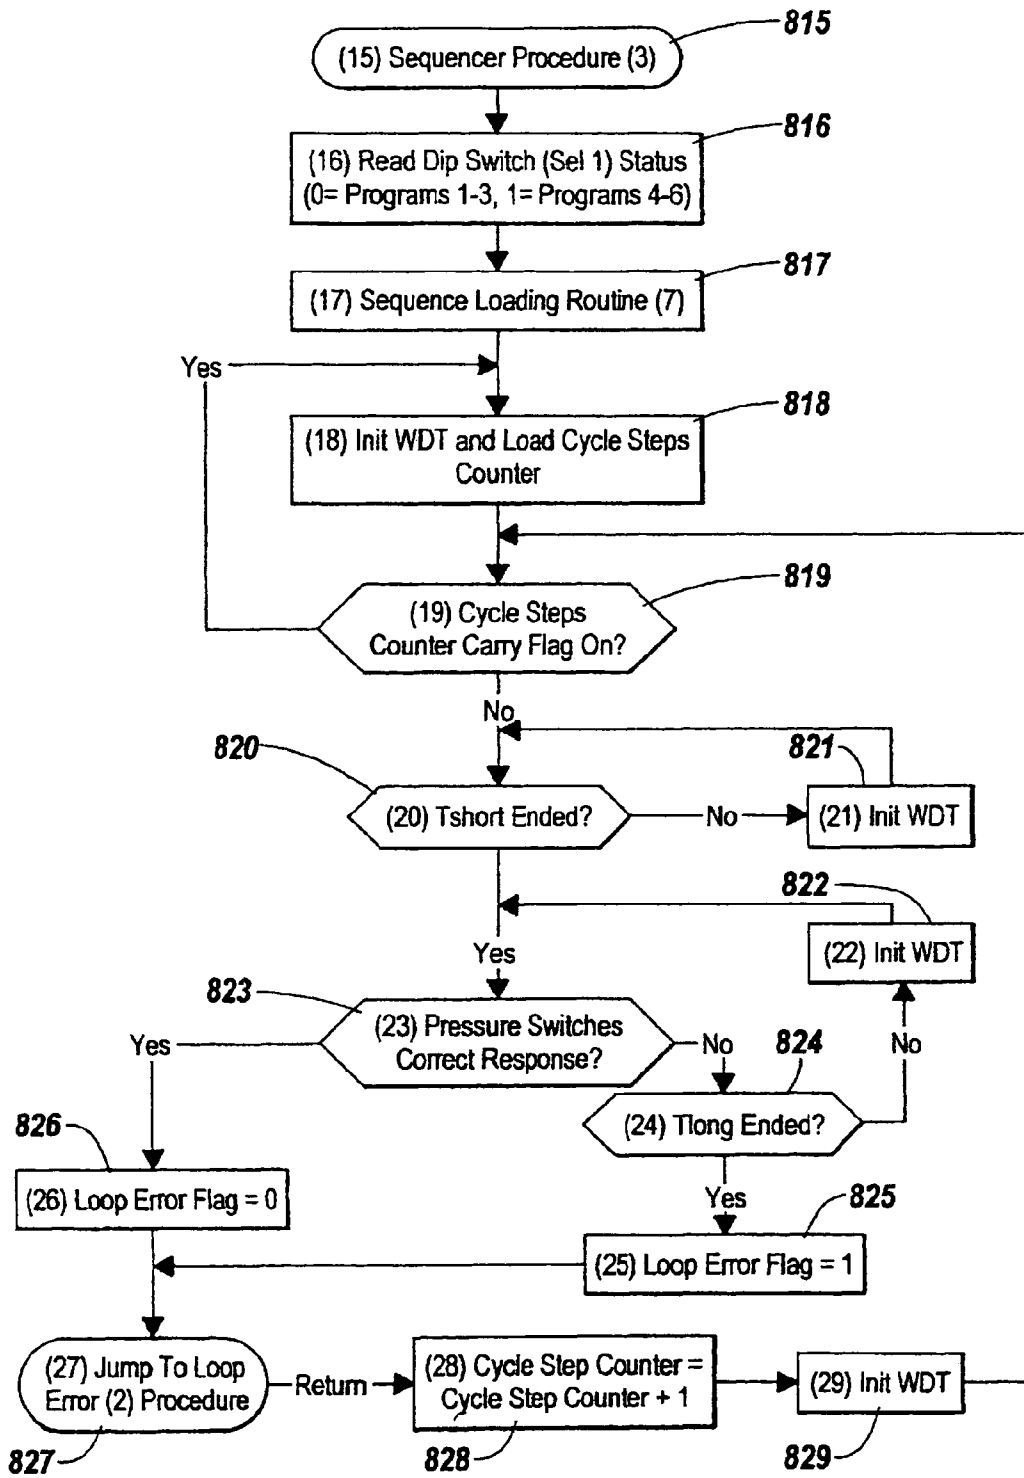 815
(15) Sequencer Procedure (3)
816
(16) Read Dip Switch (Sel 1) Status
(0= Programs 1-3, 1= Programs 4-6)
817
(17) Sequence Loading Routine (7)
Yes
818
(18) Init WDT and Load Cycle Steps
Counter
819
(19) Cycle Steps
Counter Carry Flag On?
No
820
821
(20) Tshort Ended?
No
(21) Init WDT
822
Yes
(22) Init WDT
823
(23) Pressure Switches
Correct Response?
Yes
No
824
No
(24) Tlong Ended?
826
(26) Loop Error Flag = 0
Yes
825
(25) Loop Error Flag = 1
(27) Jump To Loop
Error (2) Procedure
Return
(28) Cycle Step Counter =
Cycle Step Counter + 1
(29) Init WDT
827
828
829